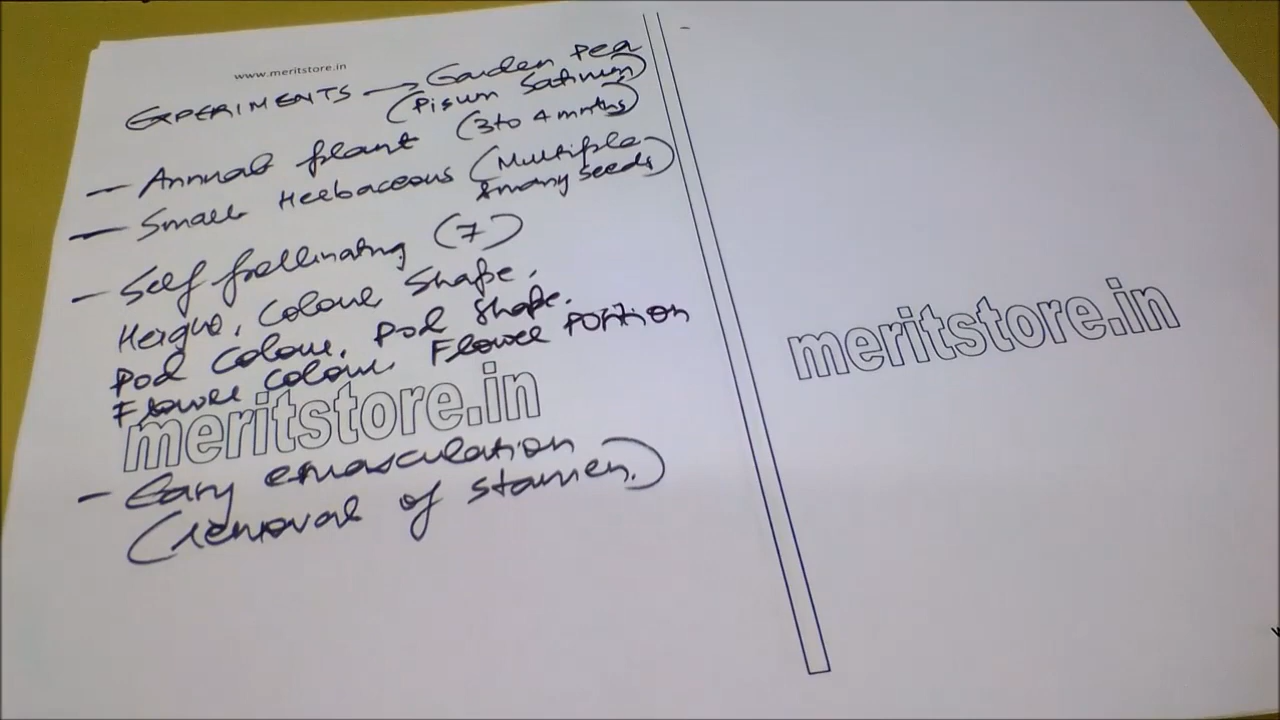 www.meritstore.in
EXPERIMENTS → Garden Pea
(Pisum Sativum)
- Annual plant (3 to 4 mnths)
- Small Herbaceous (Multiple
& many seeds)
- Self pollinating (7)
Height, Colour Shape,
Pod Colour, Pod Shape.
Flower Colour. Flower Portion
meritstore.in
- Easy emasculation
(removal of stamen.)
meritstore.in